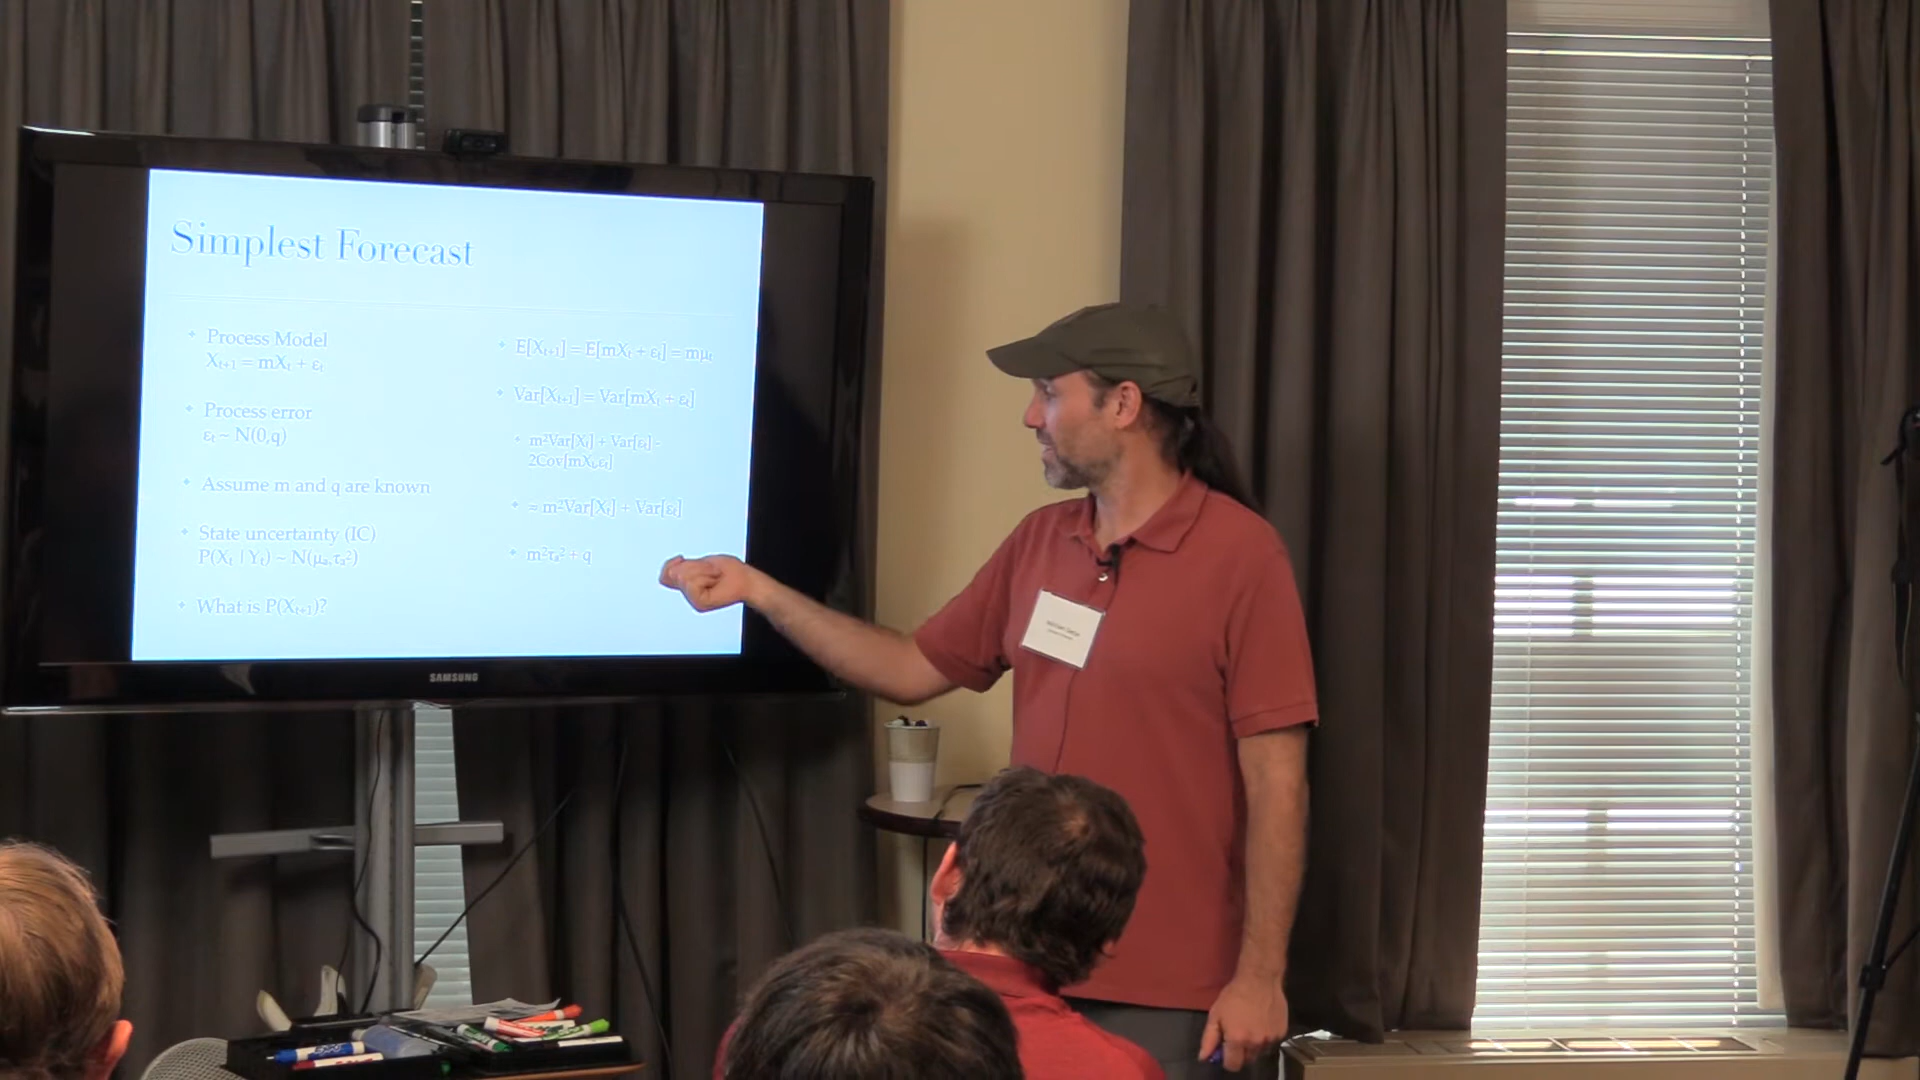 Simplest Forecast
Process Model
Xₜ₊₁ = mXₜ + εₜ
Process error
εₜ ~ N(0,q)
Assume m and q are known
State uncertainty (IC)
P(Xₜ | Yₜ) ~ N(μₐ,τₐ²)
What is P(Xₜ₊₁)?
E[Xₜ₊₁] = E[mXₜ + εₜ] = mμₜ
Var[Xₜ₊₁] = Var[mXₜ + εₜ]
m²Var[Xₜ] + Var[εₜ] -
2Cov[mXₜ,εₜ]
≈ m²Var[Xₜ] + Var[εₜ]
m²τₐ² + q
SAMSUNG